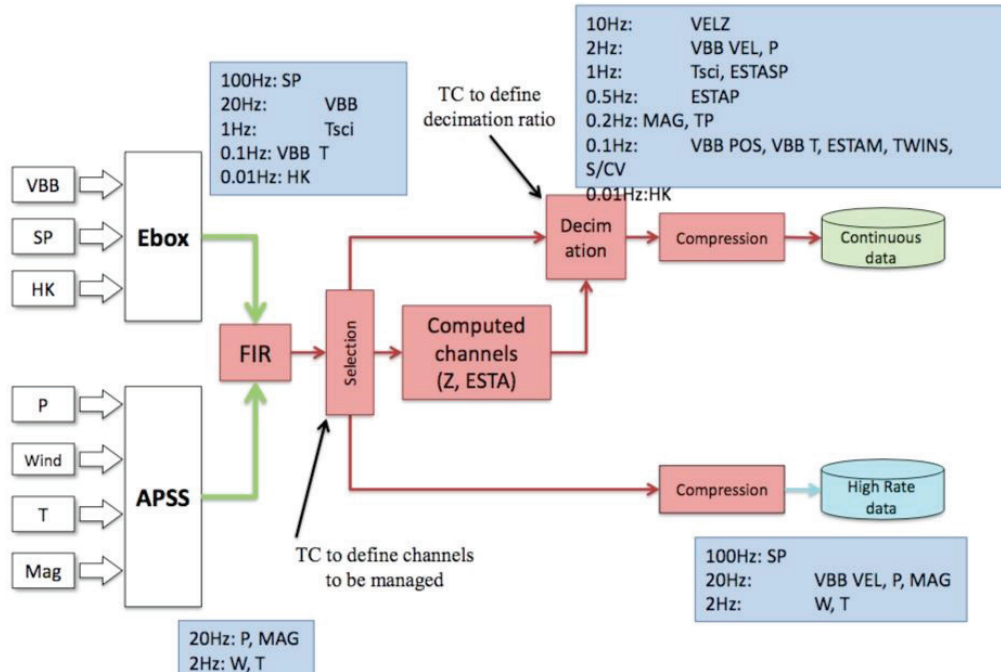 10Hz: VELZ
2Hz: VBB VEL, P
1Hz: Tsci, ESTASP
0.5Hz: ESTAP
0.2Hz: MAG, TP
0.1Hz: VBB POS, VBB T, ESTAM, TWINS,
S/CV
0.01Hz:HK
100Hz: SP
20Hz: VBB
1Hz: Tsci
0.1Hz: VBB T
0.01Hz: HK
TC to define
decimation ratio
VBB
SP
HK
Ebox
FIR
Selection
Computed
channels
(Z, ESTA)
Decim
ation
Compression
Continuous
data
P
Wind
T
Mag
APSS
TC to define channels
to be managed
Compression
High Rate
data
100Hz: SP
20Hz: VBB VEL, P, MAG
2Hz: W, T
20Hz: P, MAG
2Hz: W, T